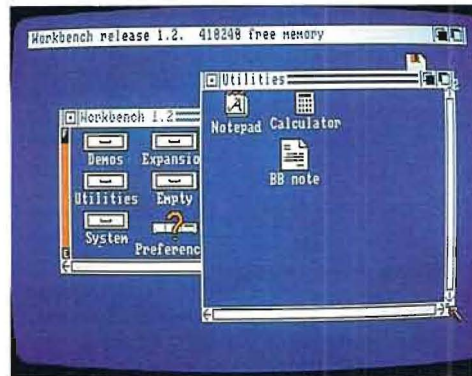 Workbench release 1.2. 418248 free memory
Utilities
Notepad Calculator
BB note
Workbench 1.2
Demos Expansio
Utilities Empty
System Preferenc